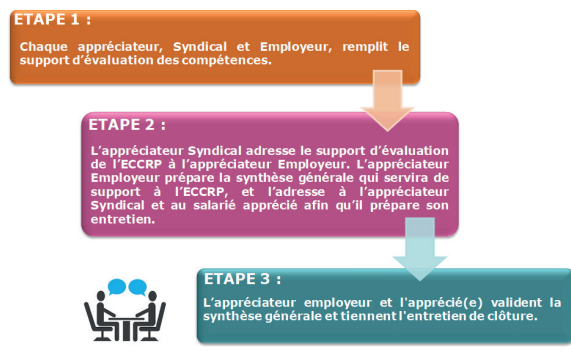 ETAPE 1 :
Chaque appréciateur, Syndical et Employeur, remplit le
support d'évaluation des compétences.
ETAPE 2 :
L'appréciateur Syndical adresse le support d'évaluation
de l'ECCRP à l'appréciateur Employeur. L'appréciateur
Employeur prépare la synthèse générale qui servira de
support à l'ECCRP, et l'adresse à l'appréciateur
Syndical et au salarié apprécié afin qu'il prépare son
entretien.
ETAPE 3 :
L'appréciateur employeur et l'apprécié(e) valident la
synthèse générale et tiennent l'entretien de clôture.